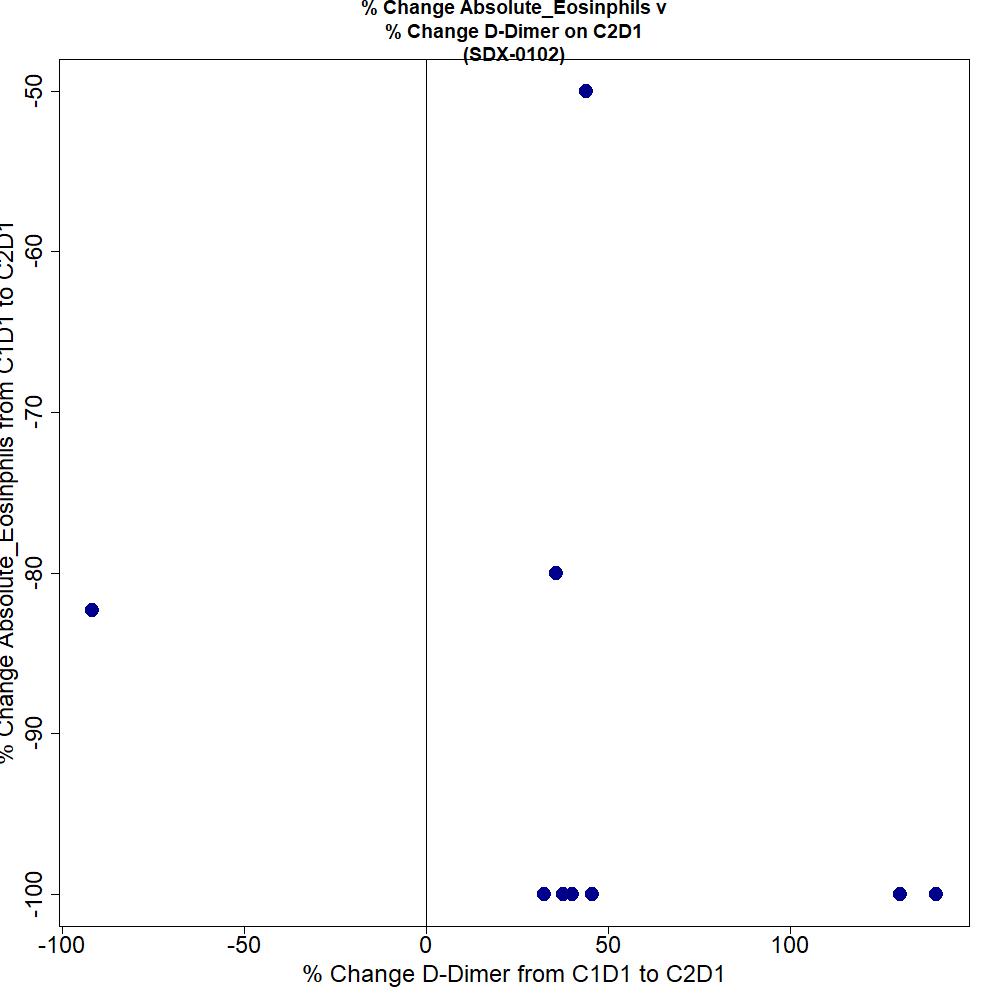 % Change Absolute_Eosinphils v
% Change D-Dimer on C2D1
(SDX-0102)
% Change Absolute_Eosinphils from C1D1 to C2D1
-50
-60
-70
-80
-90
-100
-100
-50
0
50
100
% Change D-Dimer from C1D1 to C2D1